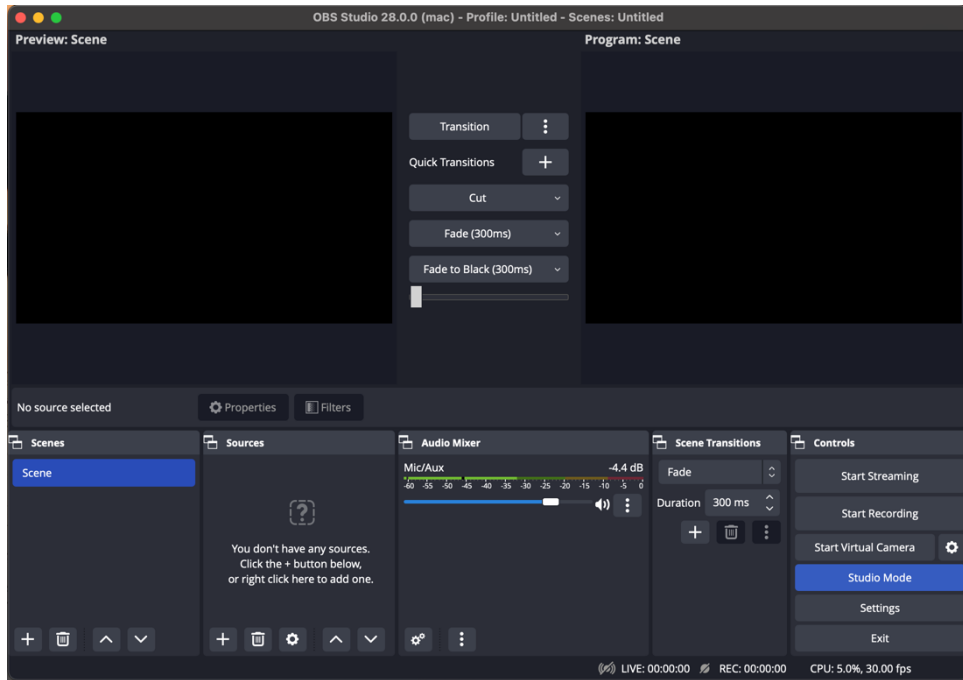 OBS Studio 28.0.0 (mac) - Profile: Untitled - Scenes: Untitled
Preview: Scene
Program: Scene
Transition
Quick Transitions
Cut
Fade (300ms)
Fade to Black (300ms)
No source selected
Properties
Filters
Scenes
Scene
Sources
You don't have any sources.
Click the + button below,
or right click here to add one.
Audio Mixer
Mic/Aux -4.4 dB
-60 -55 -50 -45 -40 -35 -30 -25 -20 -15 -10 -5 0
Scene Transitions
Fade
Duration 300 ms
Controls
Start Streaming
Start Recording
Start Virtual Camera
Studio Mode
Settings
Exit
LIVE: 00:00:00 REC: 00:00:00 CPU: 5.0%, 30.00 fps